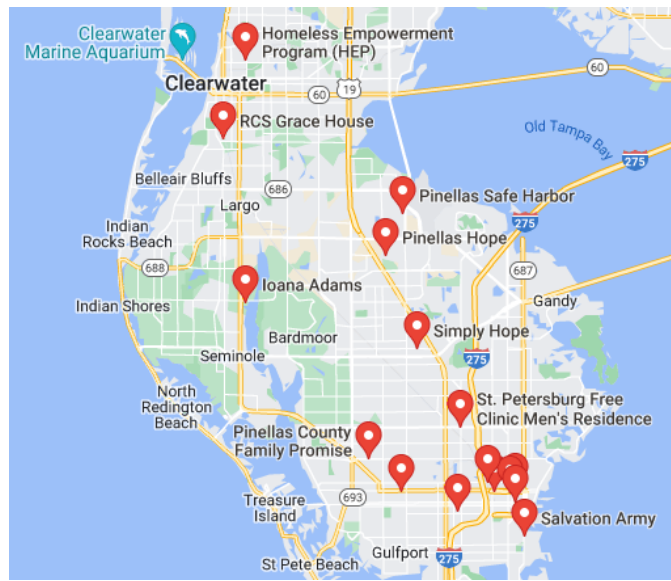 Clearwater
Marine Aquarium
Homeless Empowerment
Program (HEP)
Clearwater
60
19
60
RCS Grace House
Old Tampa
Bay
275
Belleair Bluffs
686
Largo
Pinellas Safe Harbor
275
Indian
Rocks Beach
Pinellas Hope
688
687
Ioana Adams
Indian Shores
Gandy
Simply Hope
Bardmoor
Seminole
275
North
Redington
Beach
St. Petersburg Free
Clinic Men's Residence
Pinellas County
Family Promise
693
Treasure
Island
Salvation Army
Gulfport
275
St Pete Beach